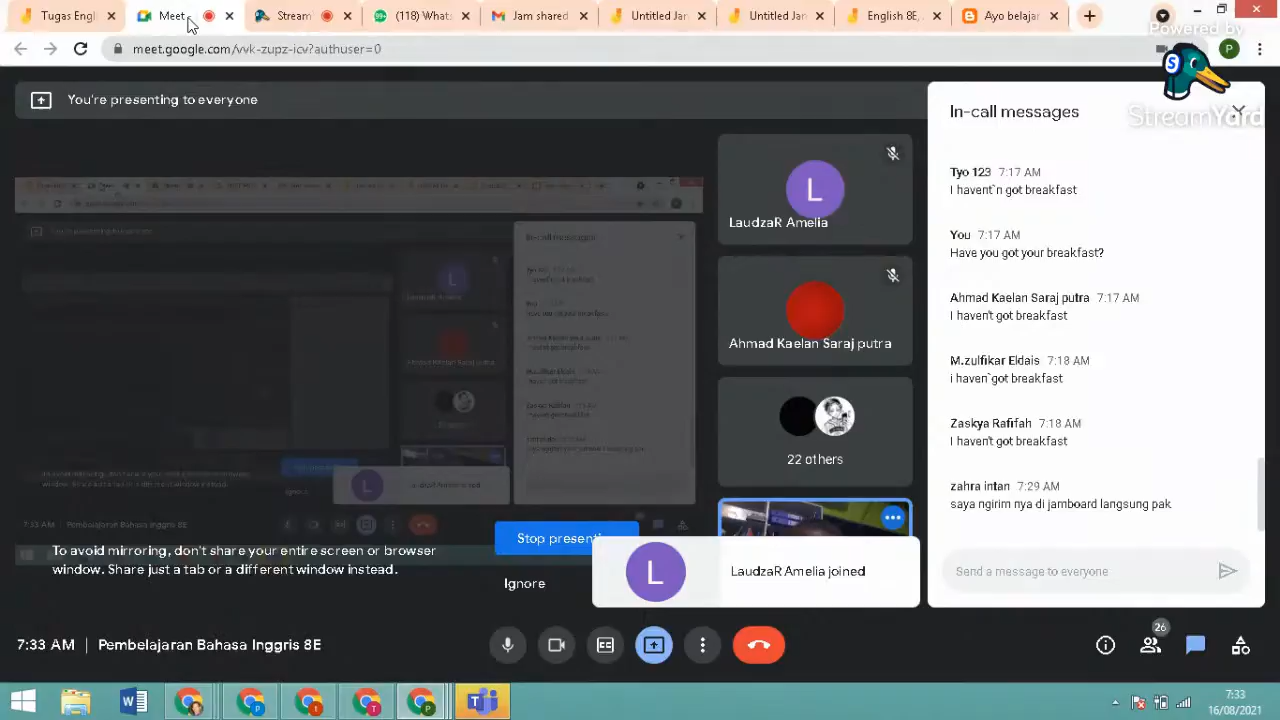 Tugas Engl
Meet
Stream
(118) What
Jam shared
Untitled Jar
Untitled Jan
English 8E,
Ayo belajar
99+
meet.google.com/vvk-zupz-icv?authuser=0
P
Powered by
StreamYard
You're presenting to everyone
In-call messages
LaudzaR Amelia
Ahmad Kaelan Saraj putra
22 others
Tyo 123 7:17 AM
I havent`n got breakfast
You 7:17 AM
Have you got your breakfast?
Ahmad Kaelan Saraj putra 7:17 AM
I haven't got breakfast
M.zulfikar Eldais 7:18 AM
i haven`got breakfast
Zaskya Rafifah 7:18 AM
I haven't got breakfast
zahra intan 7:29 AM
saya ngirim nya di jamboard langsung pak
Send a message to everyone
To avoid mirroring, don't share your entire screen or browser
window. Share just a tab or a different window instead.
Stop presenti
Ignore
L
LaudzaR Amelia joined
7:33 AM | Pembelajaran Bahasa Inggris 8E
26
7:33
16/08/2021